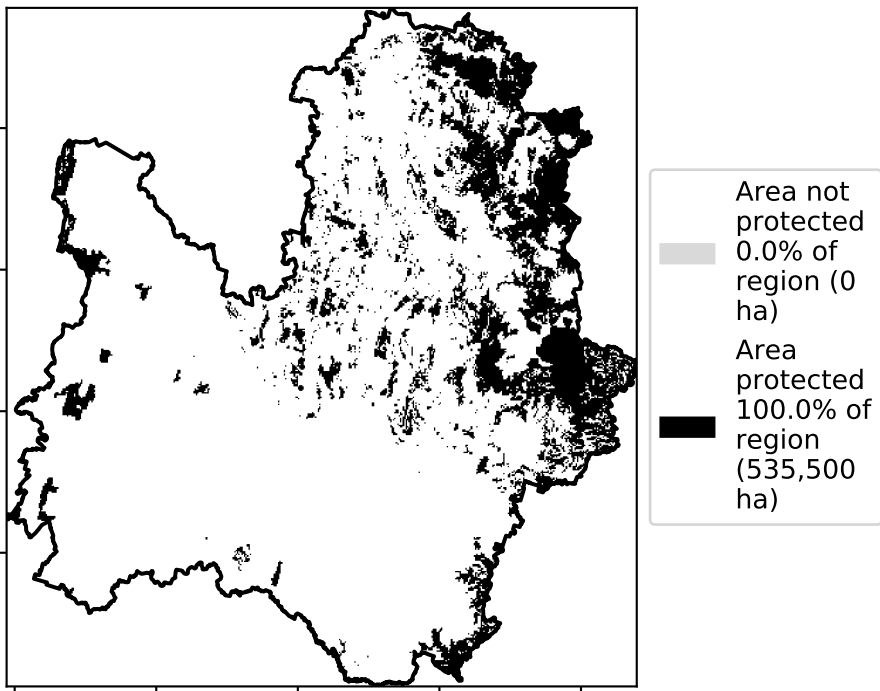 Area not
protected
0.0% of
region (0
ha)
Area
protected
100.0% of
region
(535,500
ha)